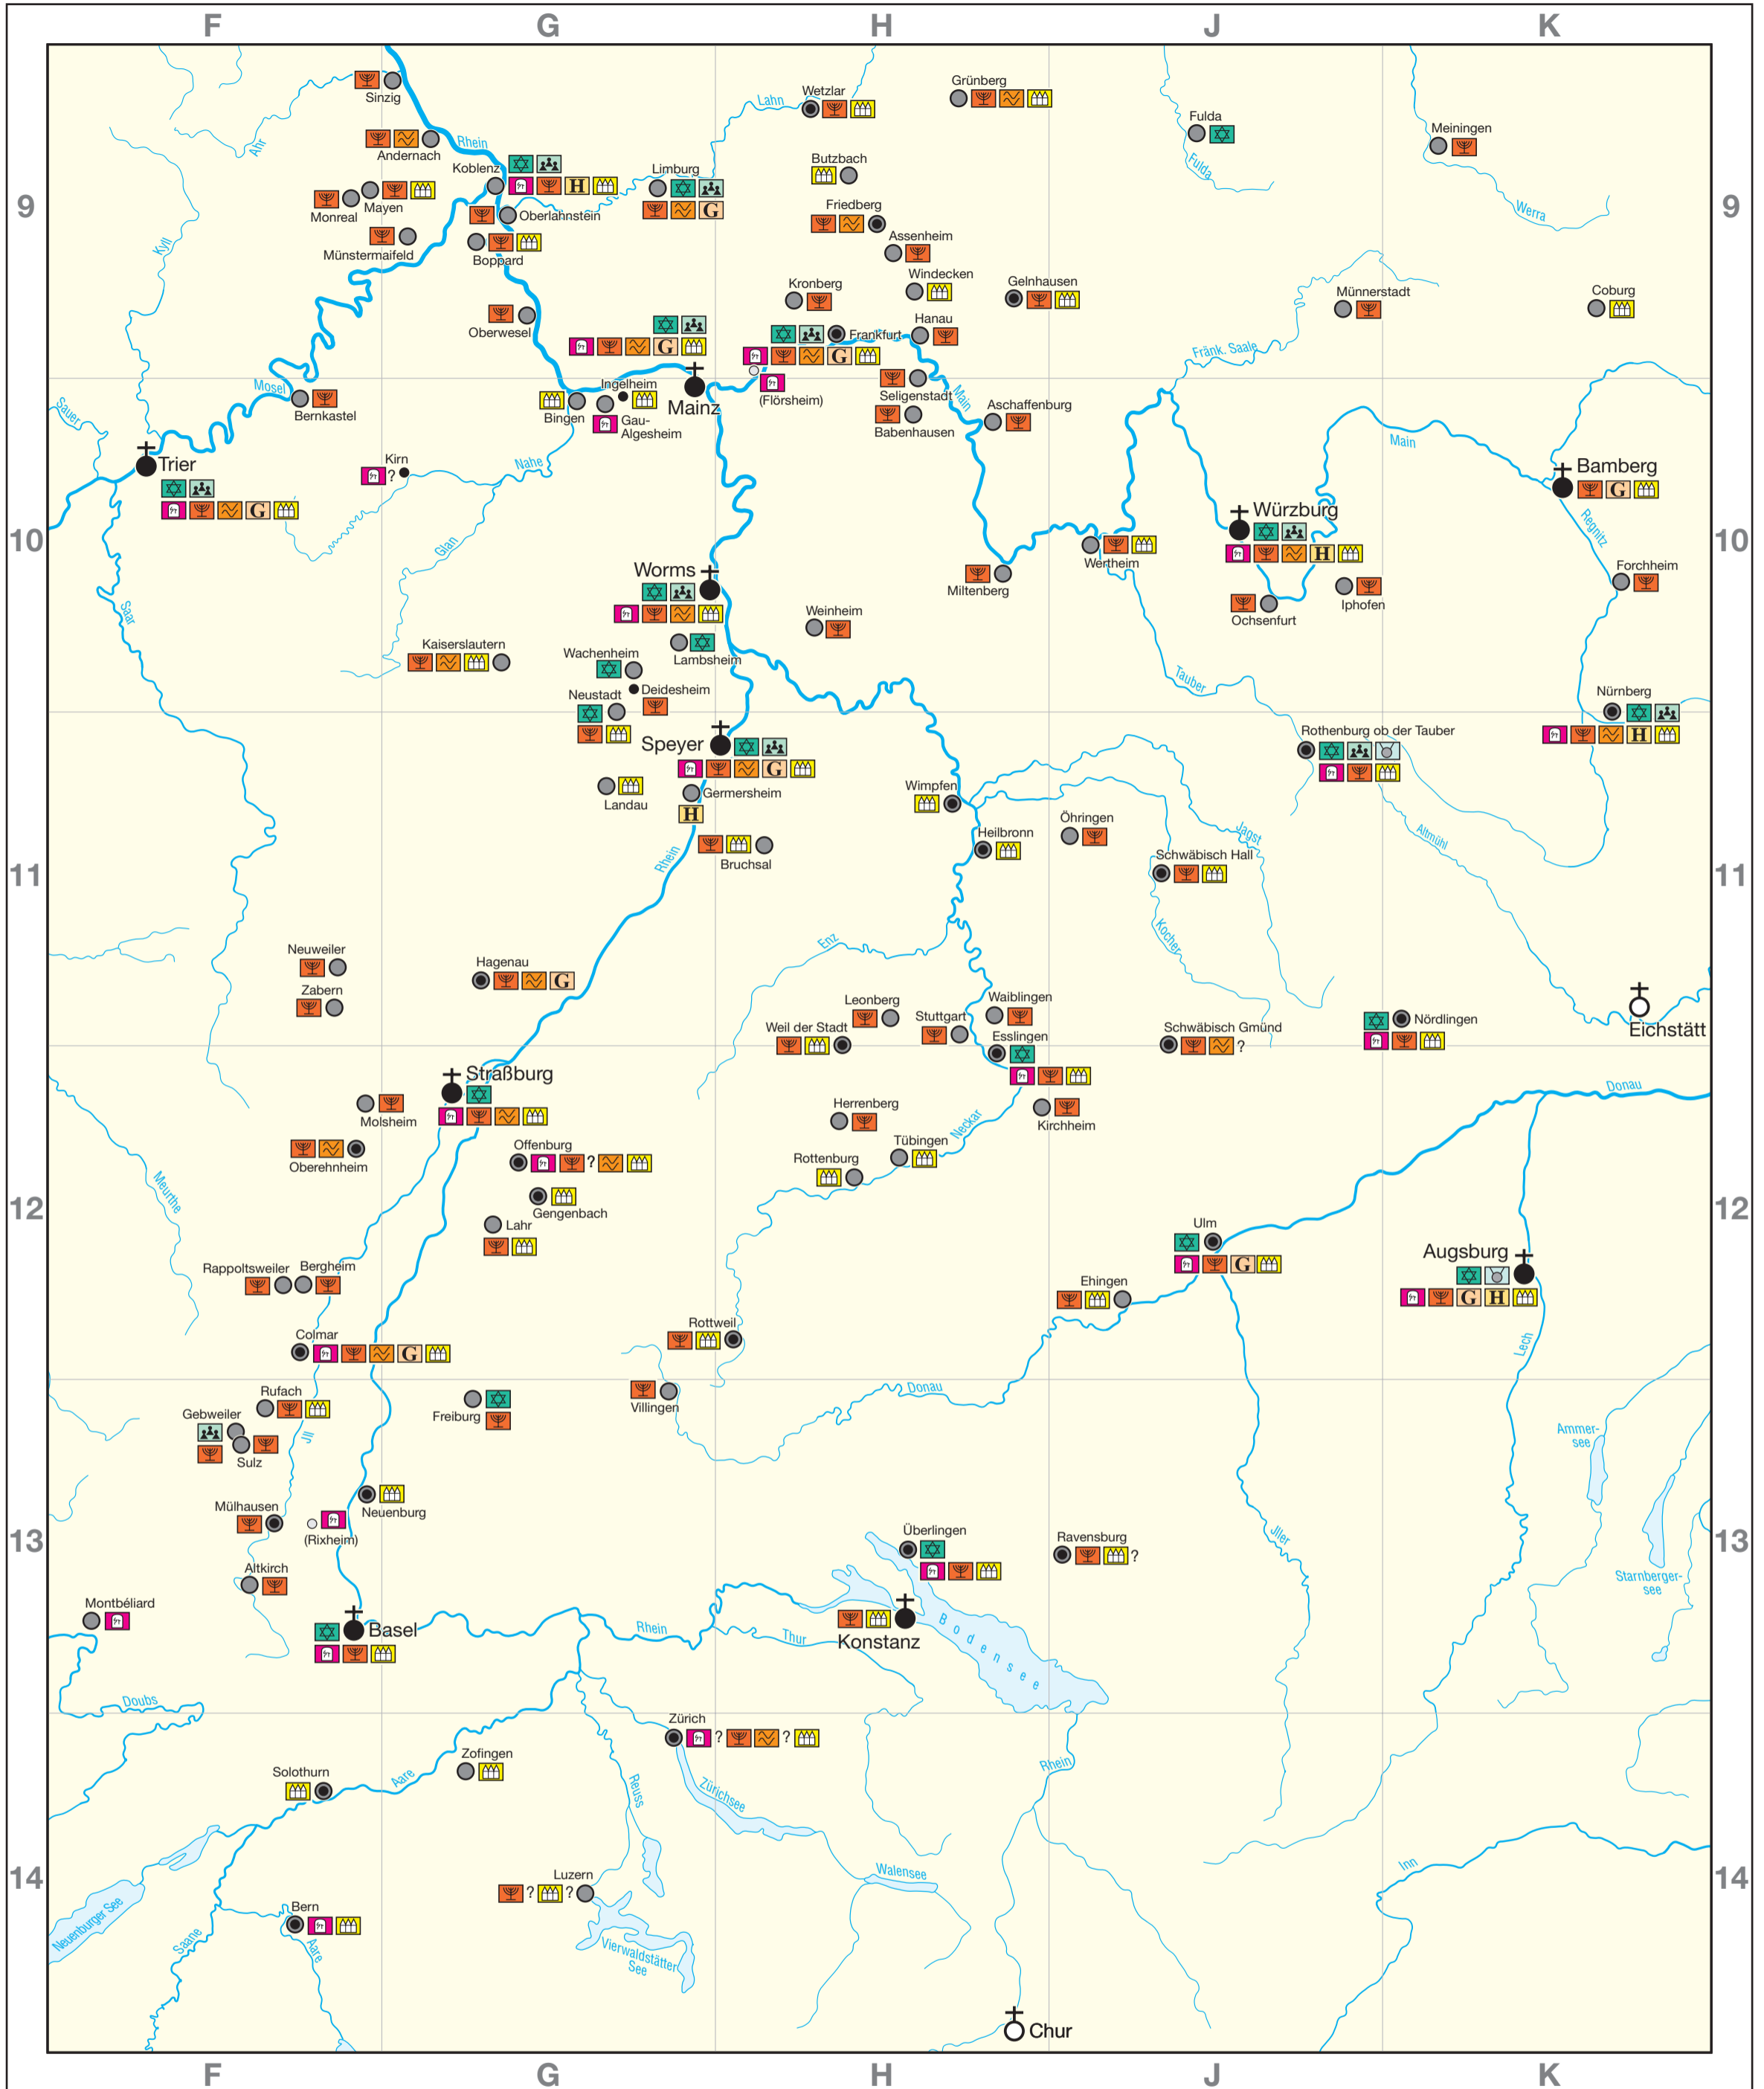 F G H J K
Sinzig
Ahr
Andernach
Rhein
Koblenz
H
Monreal
Mayen
Münstermaifeld
Oberlahnstein
Boppard
Kyll
Oberwesel
Lahn
Limburg
G
Wetzlar
Grünberg
Butzbach
Friedberg
Assenheim
Windecken
Gelnhausen
Kronberg
Hanau
Frankfurt
G
G
Fulda
Fulda
Meiningen
Werra
Münnerstadt
Coburg
Fränk. Saale
9
9
Mosel
Sauer
Bernkastel
Ingelheim
Bingen
Gau-
Algesheim
Mainz
(Flörsheim)
Seligenstadt
Babenhausen
Main
Aschaffenburg
Main
Trier
G
Kirn
?
Nahe
Glan
Bamberg
G
Regnitz
Würzburg
H
10
10
Wertheim
Miltenberg
Ochsenfurt
Iphofen
Forchheim
Saar
Worms
Weinheim
Lambsheim
Kaiserslautern
Wachenheim
Deidesheim
Neustadt
Tauber
Nürnberg
H
Speyer
G
Rothenburg ob der Tauber
Landau
Germersheim
H
Bruchsal
Rhein
Wimpfen
Heilbronn
Öhringen
Jagst
Schwäbisch Hall
Altmühl
11
11
Kocher
Enz
Neuweiler
Zabern
Hagenau
G
Leonberg
Stuttgart
Waiblingen
Weil der Stadt
Esslingen
Schwäbisch Gmünd
?
Nördlingen
Eichstätt
Donau
Straßburg
Molsheim
Oberehnheim
Offenburg
?
Gengenbach
Lahr
Herrenberg
Neckar
Kirchheim
Tübingen
Rottenburg
Meurthe
12
12
Ulm
G
Augsburg
G
H
Ehingen
Lech
Rappoltsweiler
Bergheim
Colmar
G
Rottweil
Rufach
Gebweiler
Sulz
Jll
Freiburg
Villingen
Donau
Ammer-
see
Mülhausen
(Rixheim)
Neuenburg
13
13
Altkirch
Montbéliard
Basel
Überlingen
Ravensburg
?
Jller
Starnberger-
see
Konstanz
Bodensee
Rhein
Thur
Doubs
Zürich
?
?
Zofingen
Solothurn
Aare
Reuss
Zürichsee
Rhein
Walensee
Inn
14
14
Luzern
?
?
Bern
Aare
Saane
Neuenburger See
Vierwaldstätter
See
Chur
F G H J K